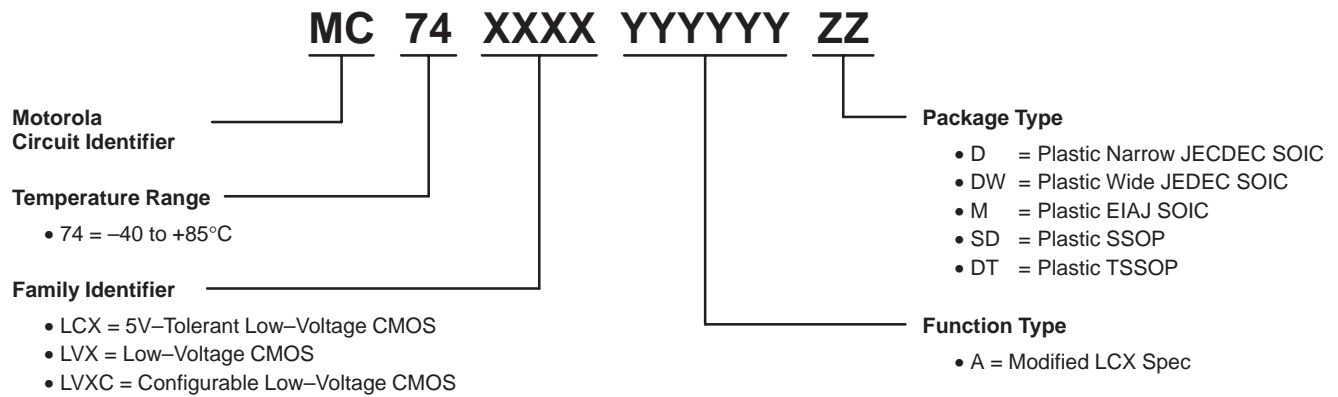 MC 74 XXXX YYYYYY ZZ
Motorola
Circuit Identifier
Temperature Range
• 74 = –40 to +85°C
Family Identifier
• LCX = 5V–Tolerant Low–Voltage CMOS
• LVX = Low–Voltage CMOS
• LVXC = Configurable Low–Voltage CMOS
Package Type
• D = Plastic Narrow JECDEC SOIC
• DW = Plastic Wide JEDEC SOIC
• M = Plastic EIAJ SOIC
• SD = Plastic SSOP
• DT = Plastic TSSOP
Function Type
• A = Modified LCX Spec